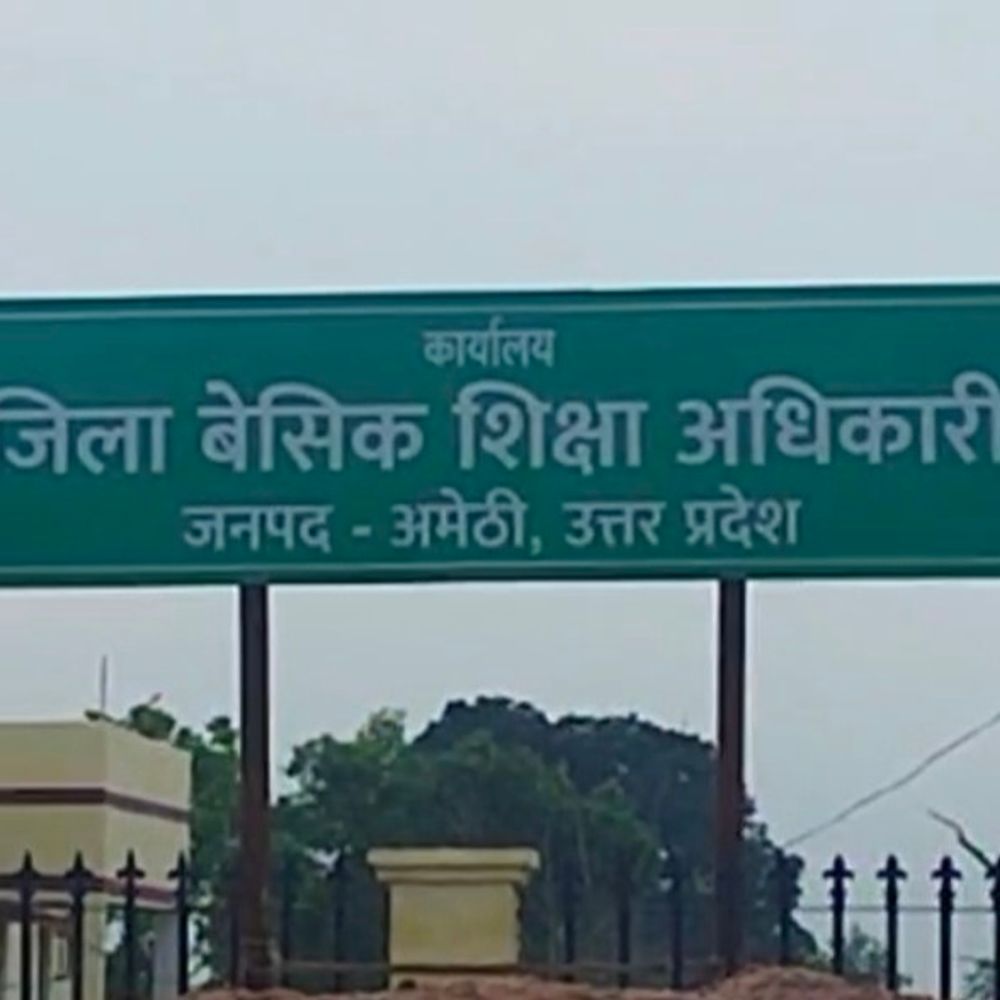 कार्यालय
जिला बेसिक शिक्षा अधिकारी
जनपद - अमेठी, उत्तर प्रदेश